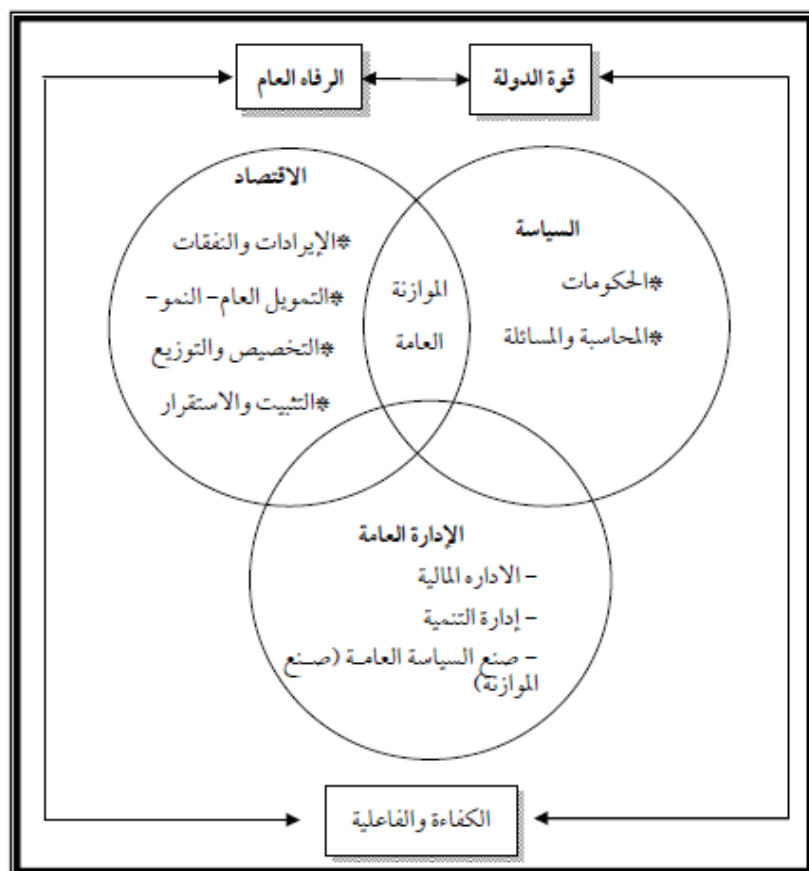 قوة الدولة
الرفاه العام
السياسة
*الحكومات
*المحاسبة والمسائلة
الموازنة
العامة
الاقتصاد
*الإيرادات والنفقات
*التمويل العام- النمو-
*التخصيص والتوزيع
*التثبيت والاستقرار
الإدارة العامة
- الاداره المالية
- إدارة التنمية
- صنع السياسة العامة (صنع
الموازنة)
الكفاءة والفاعلية